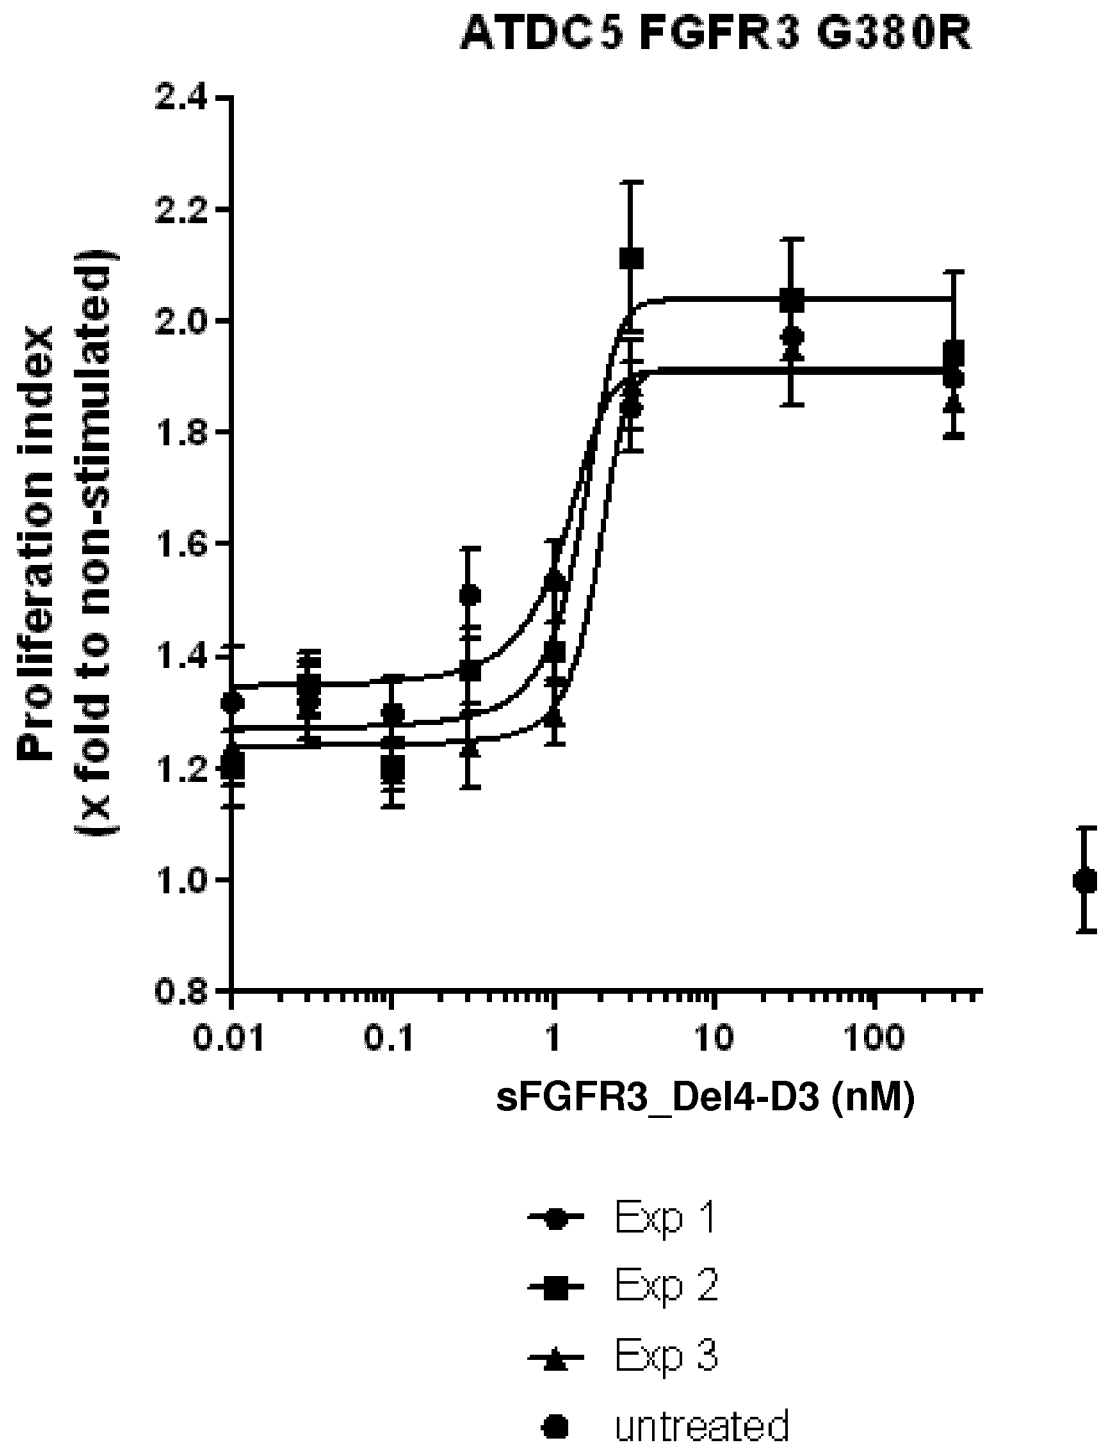 ATDC5 FGFR3 G380R
Proliferation index
(x fold to non-stimulated)
2.4
2.2
2.0
1.8
1.6
1.4
1.2
1.0
0.8
0.01 0.1 1 10 100
sFGFR3_Del4-D3 (nM)
Exp 1
Exp 2
Exp 3
untreated